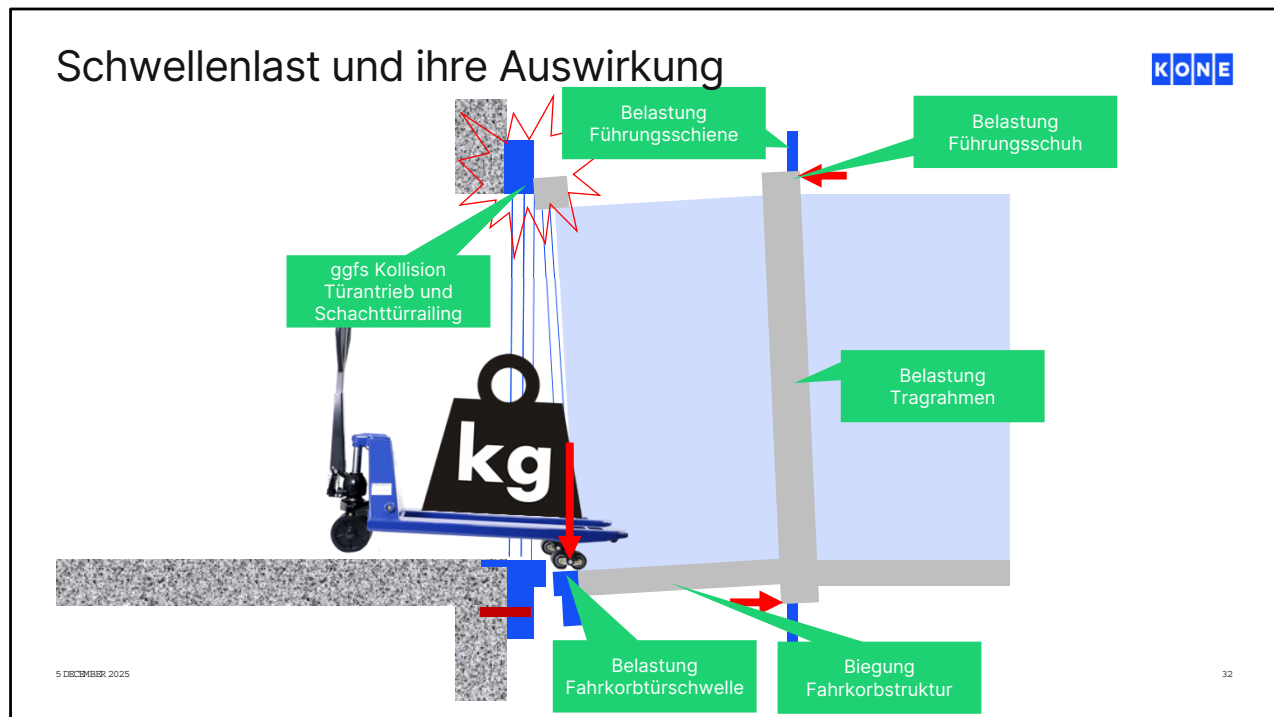 Schwellenlast und ihre Auswirkung
KONE
Belastung
Führungsschiene
Belastung
Führungsschuh
ggfs Kollision
Türantrieb und
Schachttürrailing
Belastung
Tragrahmen
kg
Belastung
Fahrkorbtürschwelle
Biegung
Fahrkorbstruktur
5 DECEMBER 2025
32